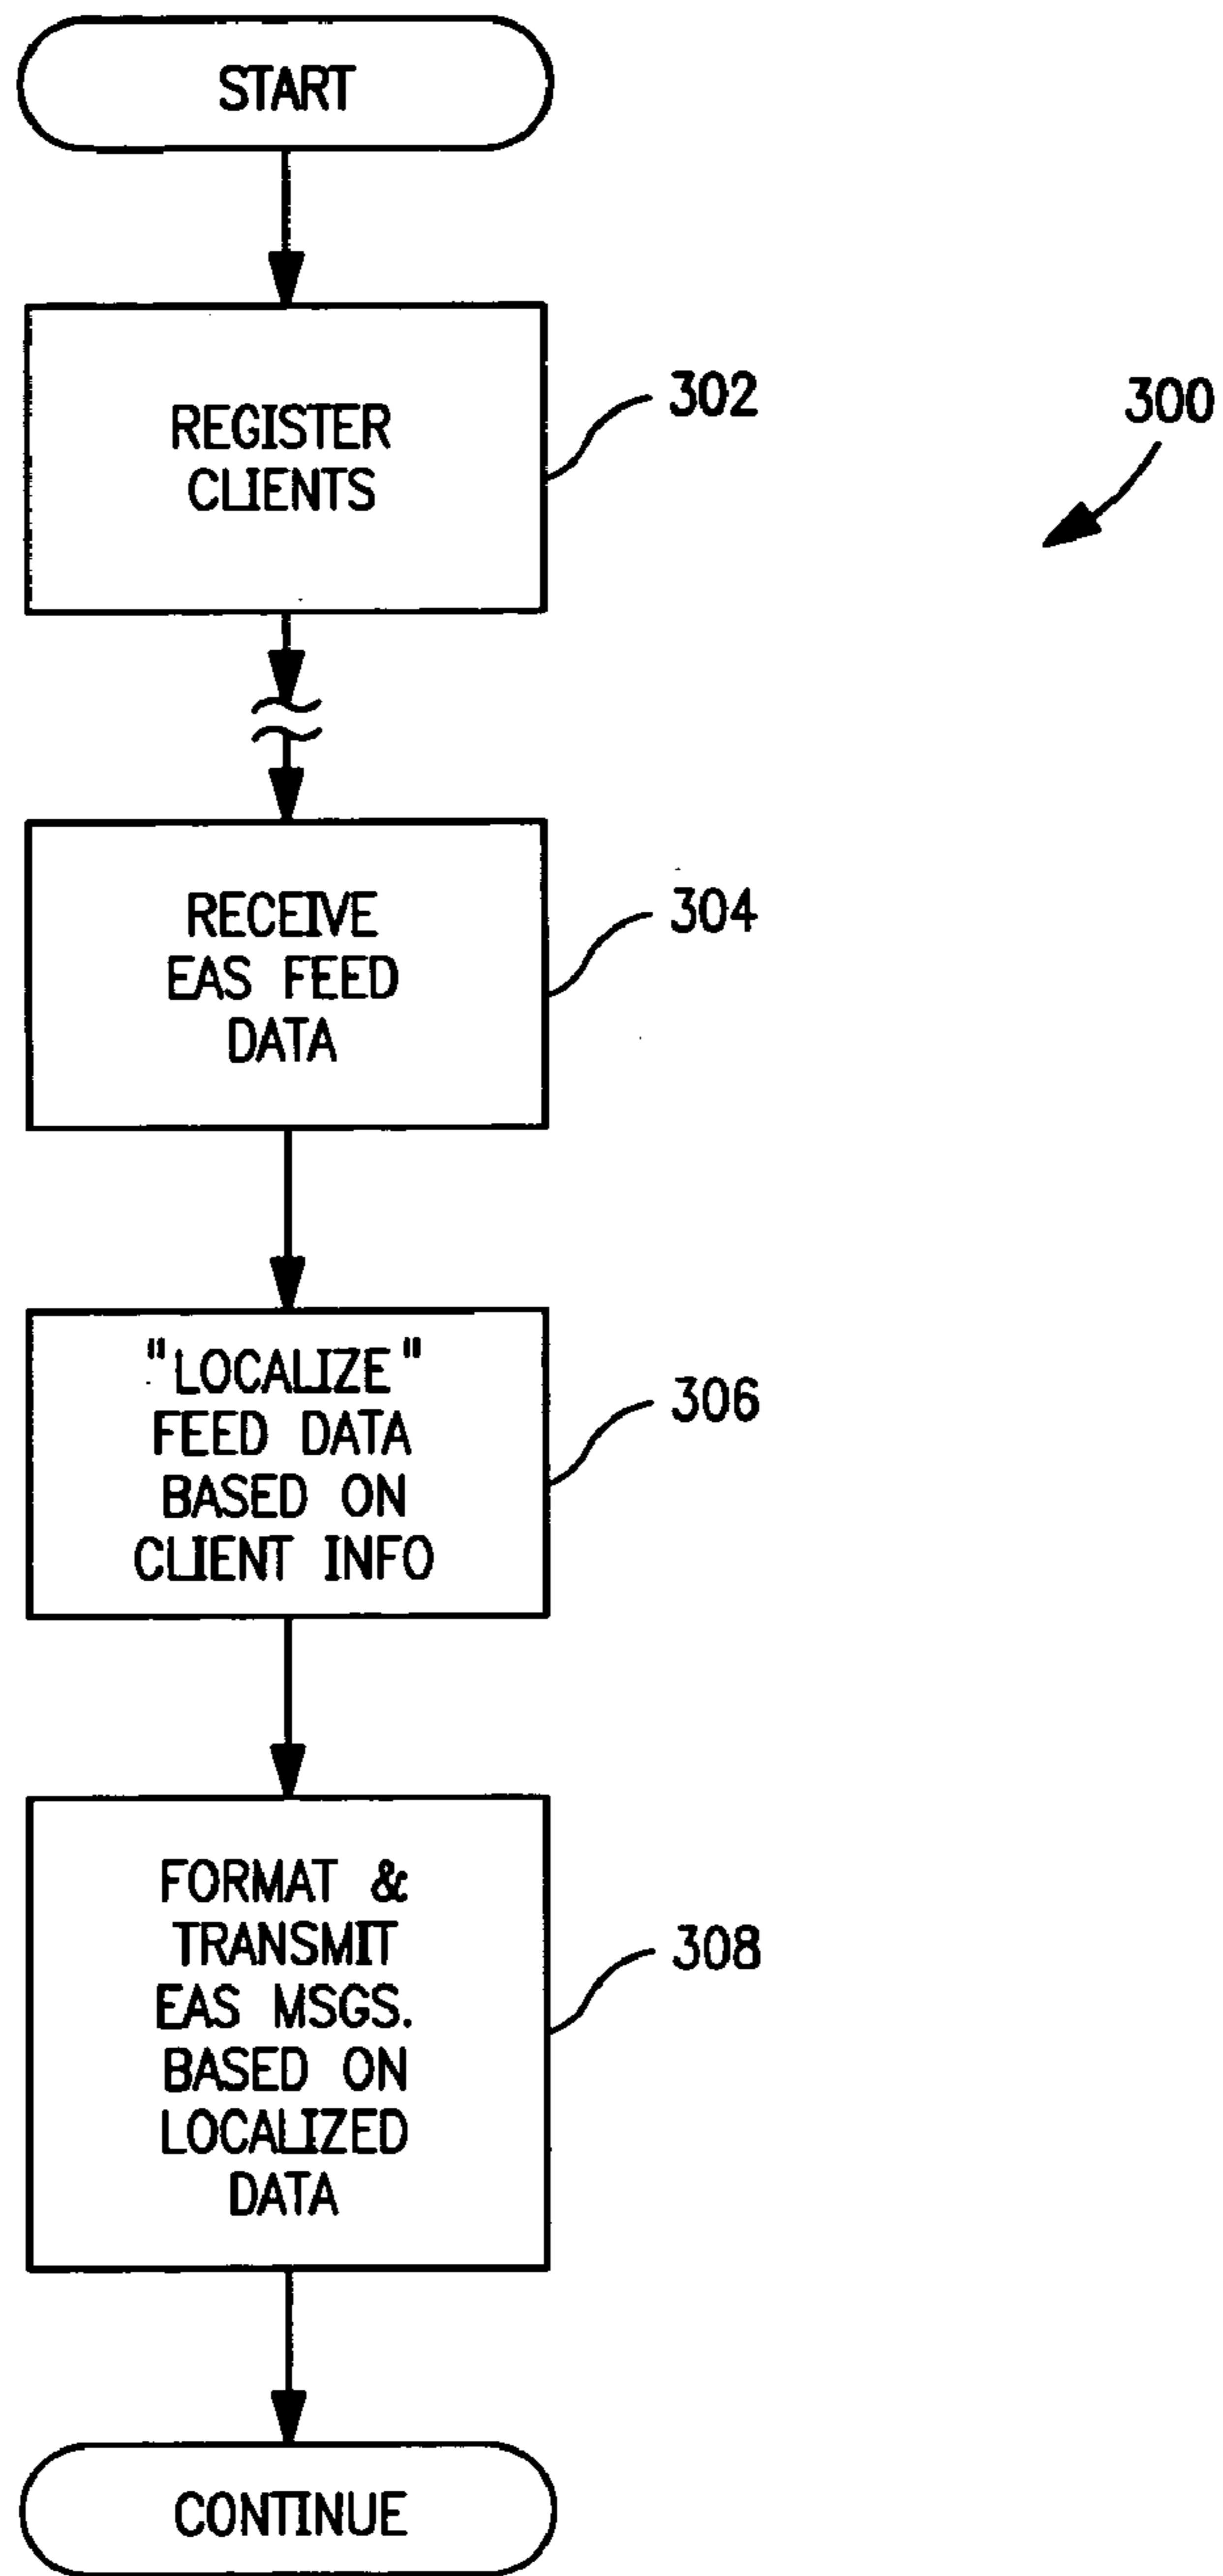 START
REGISTER
CLIENTS
302
300
RECEIVE
EAS FEED
DATA
304
"LOCALIZE"
FEED DATA
BASED ON
CLIENT INFO
306
FORMAT &
TRANSMIT
EAS MSGS.
BASED ON
LOCALIZED
DATA
308
CONTINUE